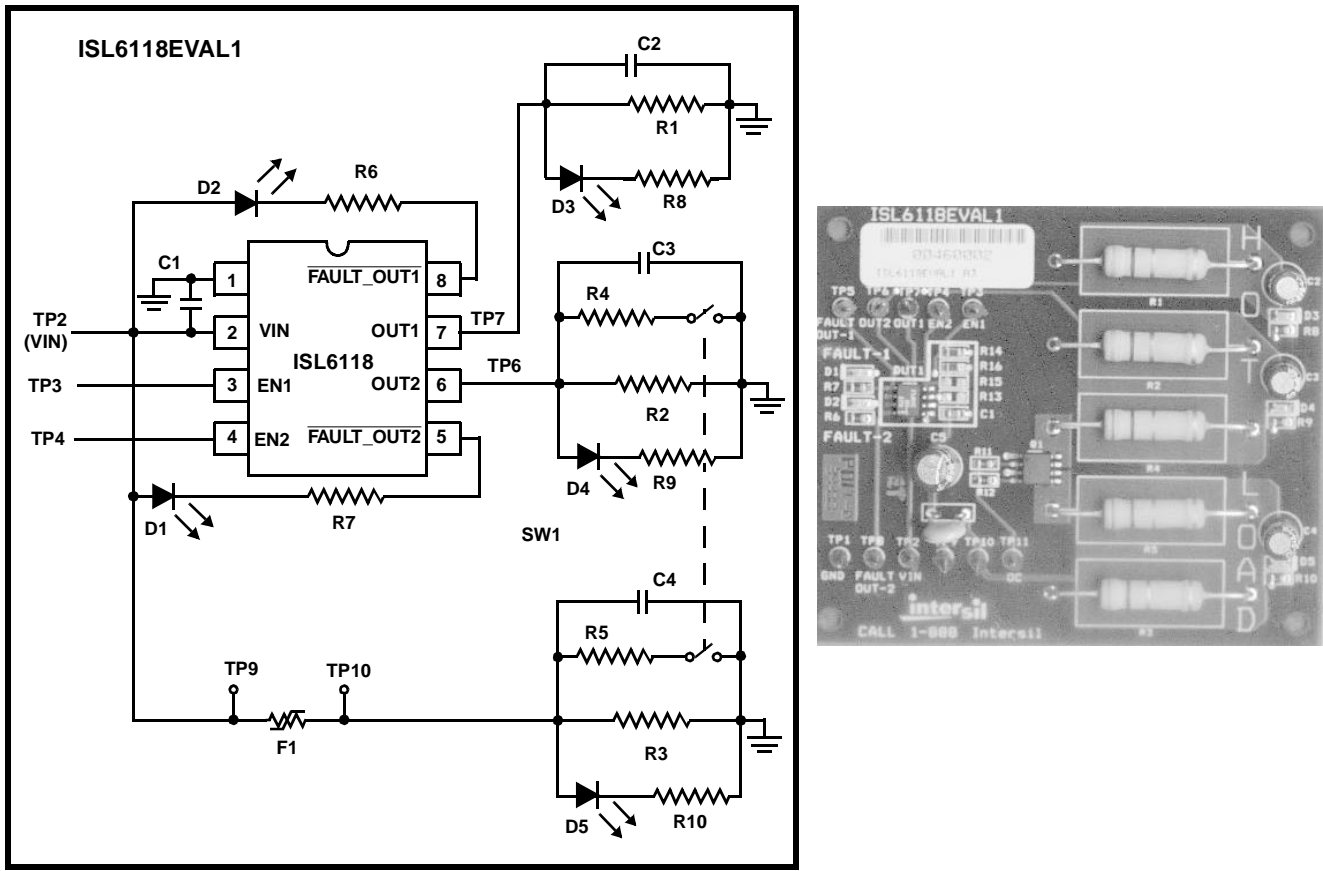 ISL6118EVAL1
C2
R1
D3
R8
D2
R6
C1
1
FAULT_OUT1
8
TP2
(VIN)
2
VIN
OUT1
7
TP7
ISL6118
TP3
3
EN1
OUT2
6
TP6
TP4
4
EN2
FAULT_OUT2
5
D1
R7
C3
R4
R2
D4
R9
SW1
C4
R5
TP9
TP10
F1
R3
D5
R10
ISL6118EVAL1
ISL6118EVAL1 A3
TP5 TP6 TP7 TP4 TP3
FAULT OUT2 OUT1 EN2 EN1
OUT-1
FAULT-1
DUT1
D1
R7
D2
R6
FAULT-2
R14
R16
R15
R13
C1
C5
R11
R12
Q1
TP1 TP8 TP2 TP10 TP11
GND FAULT VIN OC
OUT-2
intersil
CALL 1-888 Intersil
H
O
T
L
O
A
D
R1
R2
R4
R5
R3
C2
D3
R8
C3
D4
R9
C4
D5
R10